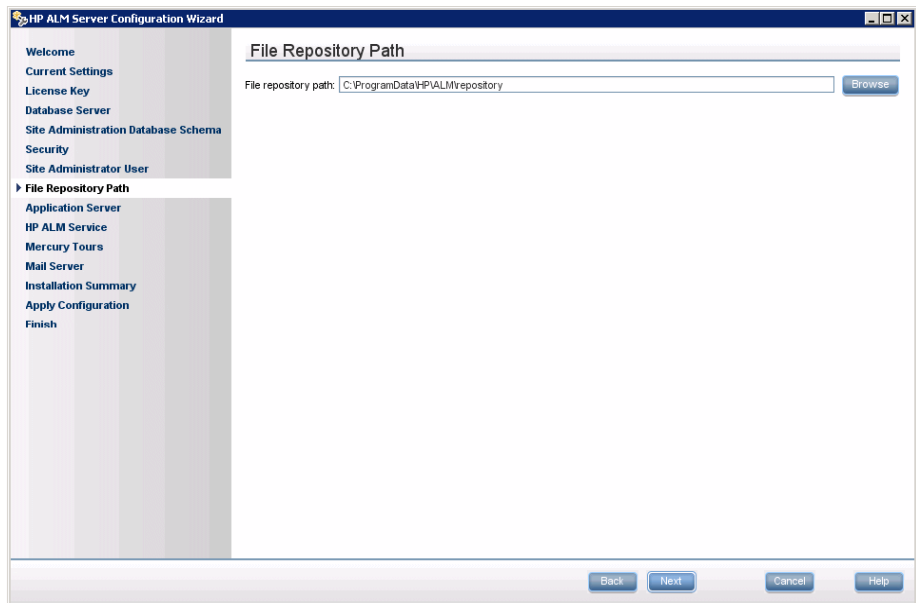 HP ALM Server Configuration Wizard
Welcome
Current Settings
License Key
Database Server
Site Administration Database Schema
Security
Site Administrator User
File Repository Path
Application Server
HP ALM Service
Mercury Tours
Mail Server
Installation Summary
Apply Configuration
Finish
File Repository Path
File repository path: C:\ProgramData\HP\ALM\repository Browse
Back Next Cancel Help